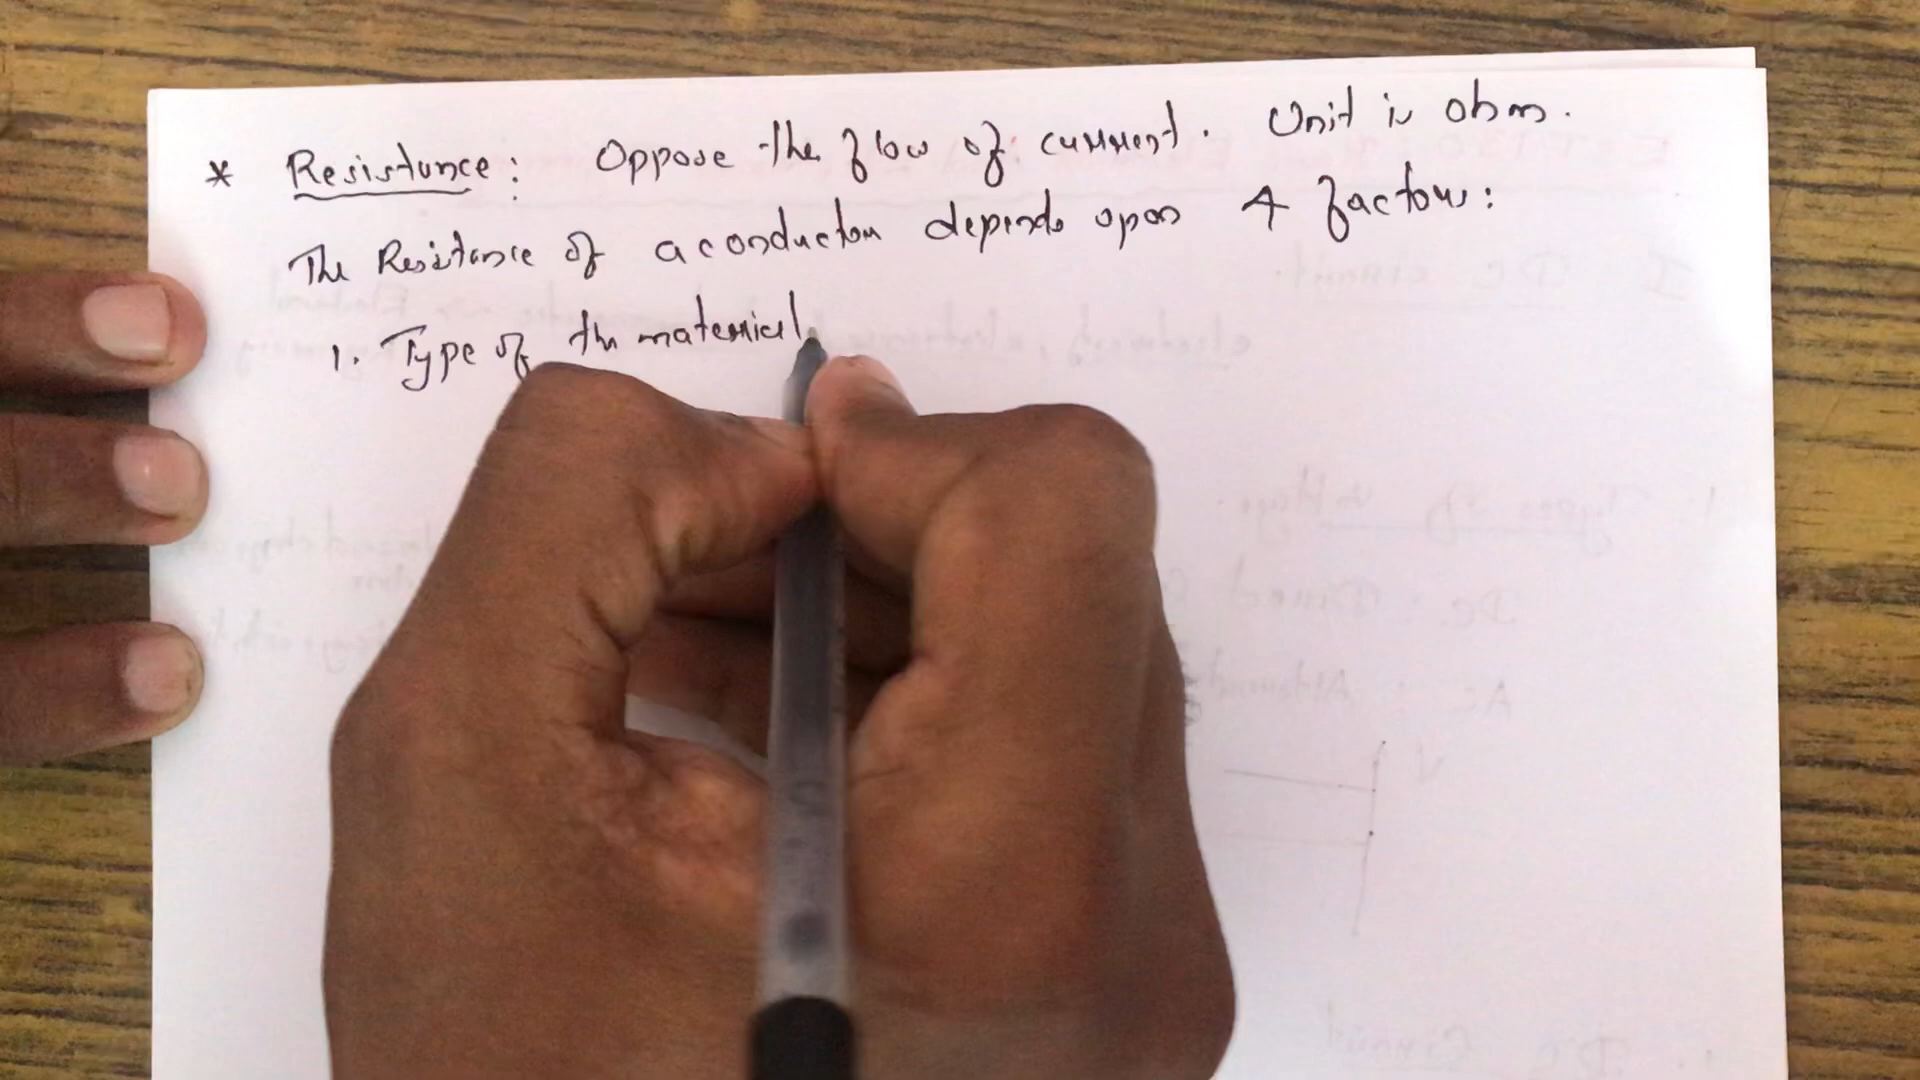 * Resistance: Oppose the flow of current. Unit is ohm.
The Resistance of a conductor depends upon 4 factors:
1. Type of the material